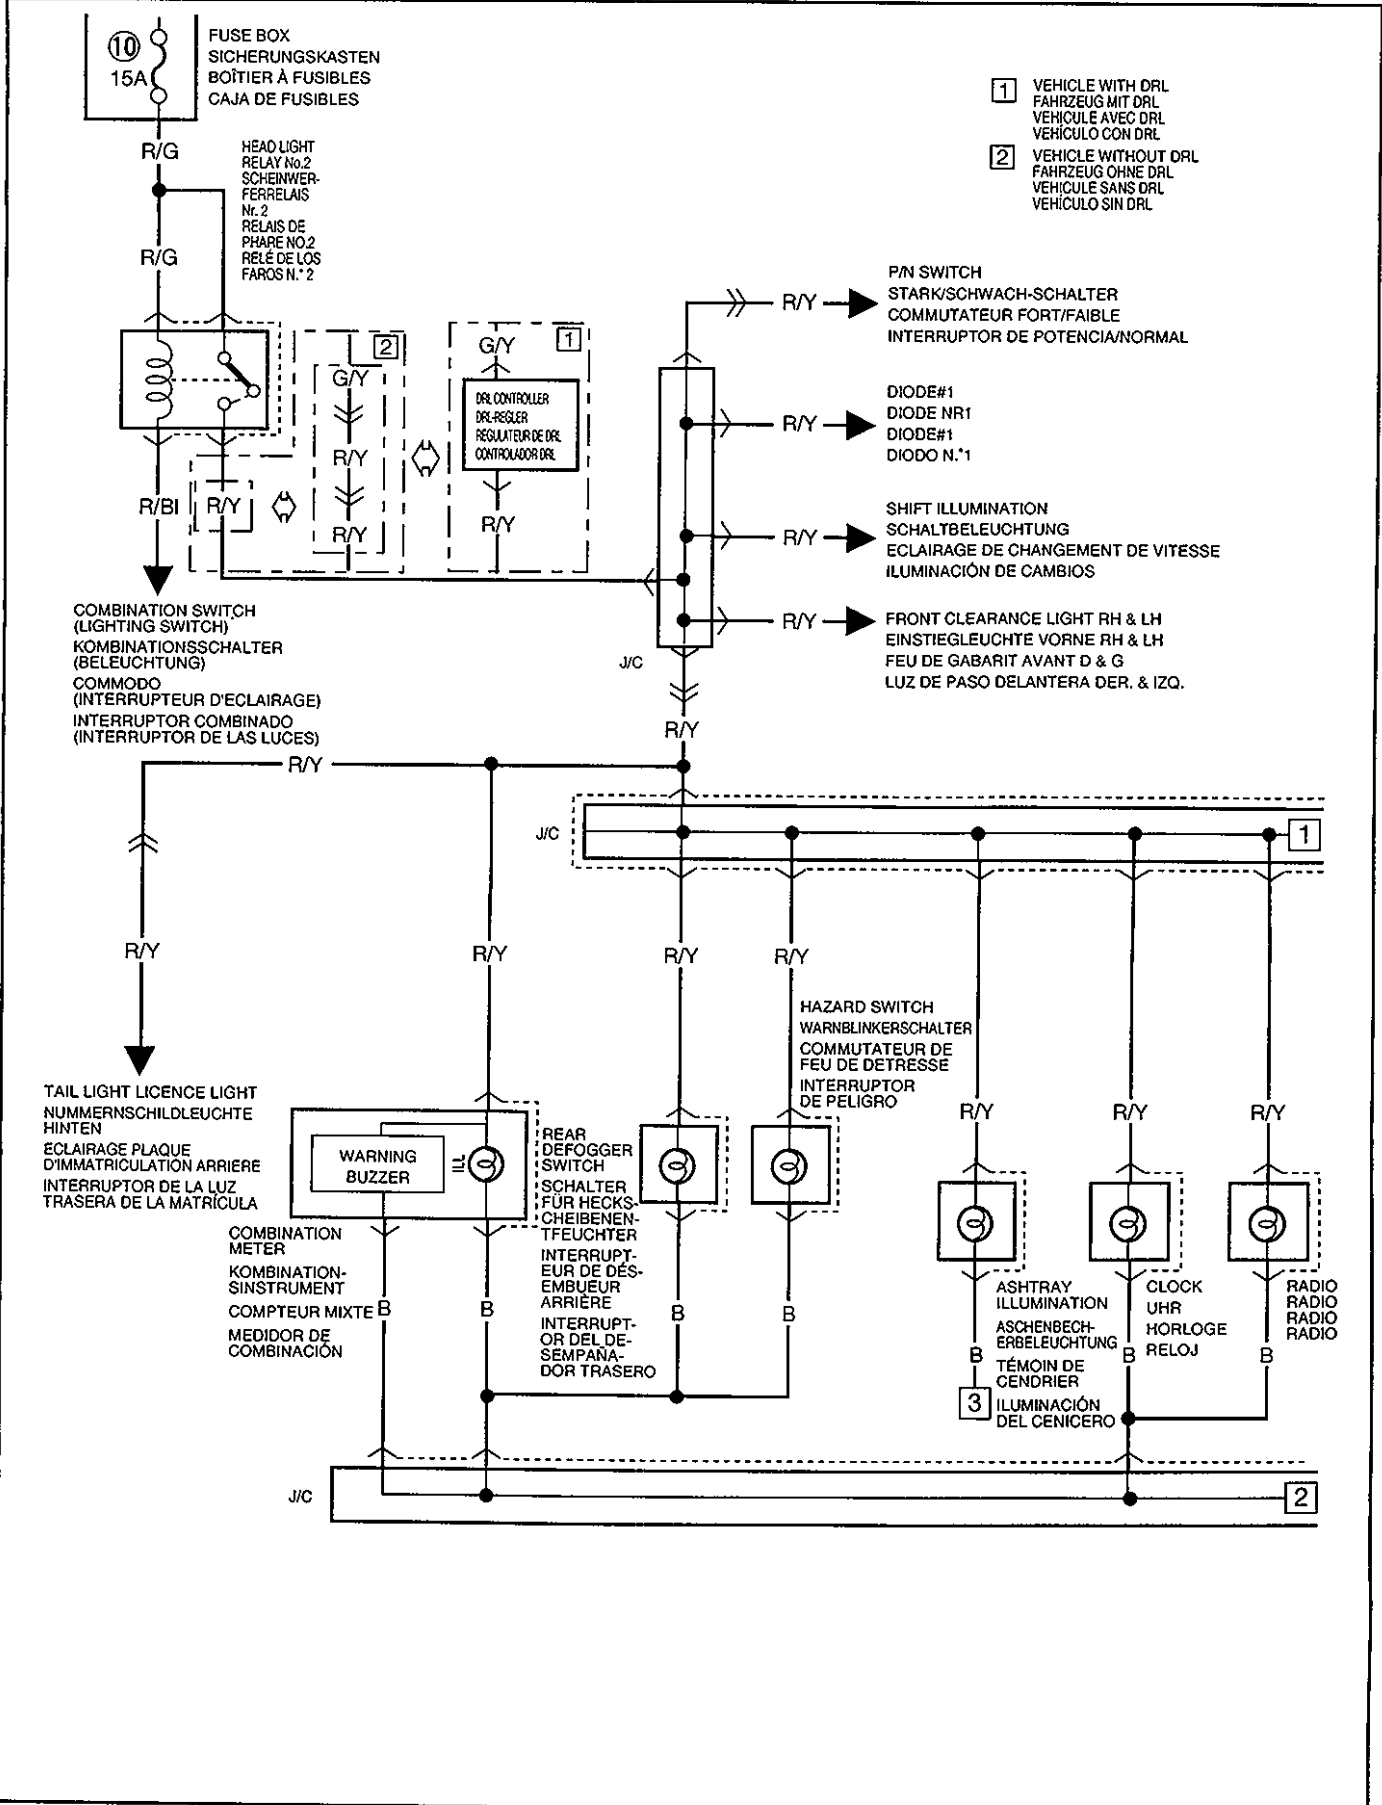 10
15A
FUSE BOX
SICHERUNGSKASTEN
BOÎTIER À FUSIBLES
CAJA DE FUSIBLES
1
VEHICLE WITH DRL
FAHRZEUG MIT DRL
VEHICULE AVEC DRL
VEHÍCULO CON DRL
2
VEHICLE WITHOUT DRL
FAHRZEUG OHNE DRL
VEHICULE SANS DRL
VEHÍCULO SIN DRL
R/G
R/G
HEAD LIGHT
RELAY No.2
SCHEINWER-
FERRELAIS
Nr. 2
RELAIS DE
PHARE NO.2
RELÉ DE LOS
FAROS N.° 2
2
G/Y
R/Y
R/Y
1
G/Y
DRL CONTROLLER
DRL-REGLER
REGULATEUR DE DRL
CONTROLADOR DRL
R/Y
R/Bl
R/Y
R/Y
P/N SWITCH
STARK/SCHWACH-SCHALTER
COMMUTATEUR FORT/FAIBLE
INTERRUPTOR DE POTENCIA/NORMAL
R/Y
DIODE#1
DIODE NR1
DIODE#1
DIODO N.°1
R/Y
SHIFT ILLUMINATION
SCHALTBELEUCHTUNG
ECLAIRAGE DE CHANGEMENT DE VITESSE
ILUMINACIÓN DE CAMBIOS
R/Y
FRONT CLEARANCE LIGHT RH & LH
EINSTIEGLEUCHTE VORNE RH & LH
FEU DE GABARIT AVANT D & G
LUZ DE PASO DELANTERA DER. & IZQ.
J/C
COMBINATION SWITCH
(LIGHTING SWITCH)
KOMBINATIONSSCHALTER
(BELEUCHTUNG)
COMMODO
(INTERRUPTEUR D'ECLAIRAGE)
INTERRUPTOR COMBINADO
(INTERRUPTOR DE LAS LUCES)
R/Y
R/Y
J/C
1
R/Y
R/Y
R/Y
R/Y
HAZARD SWITCH
WARNBLINKERSCHALTER
COMMUTATEUR DE
FEU DE DETRESSE
INTERRUPTOR
DE PELIGRO
R/Y
R/Y
R/Y
TAIL LIGHT LICENCE LIGHT
NUMMERNSCHILDLEUCHTE
HINTEN
ECLAIRAGE PLAQUE
D'IMMATRICULATION ARRIERE
INTERRUPTOR DE LA LUZ
TRASERA DE LA MATRÍCULA
WARNING
BUZZER
ILL
COMBINATION
METER
KOMBINATION-
SINSTRUMENT
COMPTEUR MIXTE
MEDIDOR DE
COMBINACIÓN
REAR
DEFOGGER
SWITCH
SCHALTER
FÜR HECKS-
CHEIBENEN-
TFEUCHTER
INTERRUPT-
EUR DE DÉS-
EMBUEUR
ARRIÈRE
INTERRUPT-
OR DEL DE-
SEMPAÑA-
DOR TRASERO
B
B
B
B
ASHTRAY
ILLUMINATION
ASCHENBECH-
ERBELEUCHTUNG
TÉMOIN DE
CENDRIER
ILUMINACIÓN
DEL CENICERO
B
3
CLOCK
UHR
HORLOGE
RELOJ
B
RADIO
RADIO
RADIO
RADIO
B
J/C
2